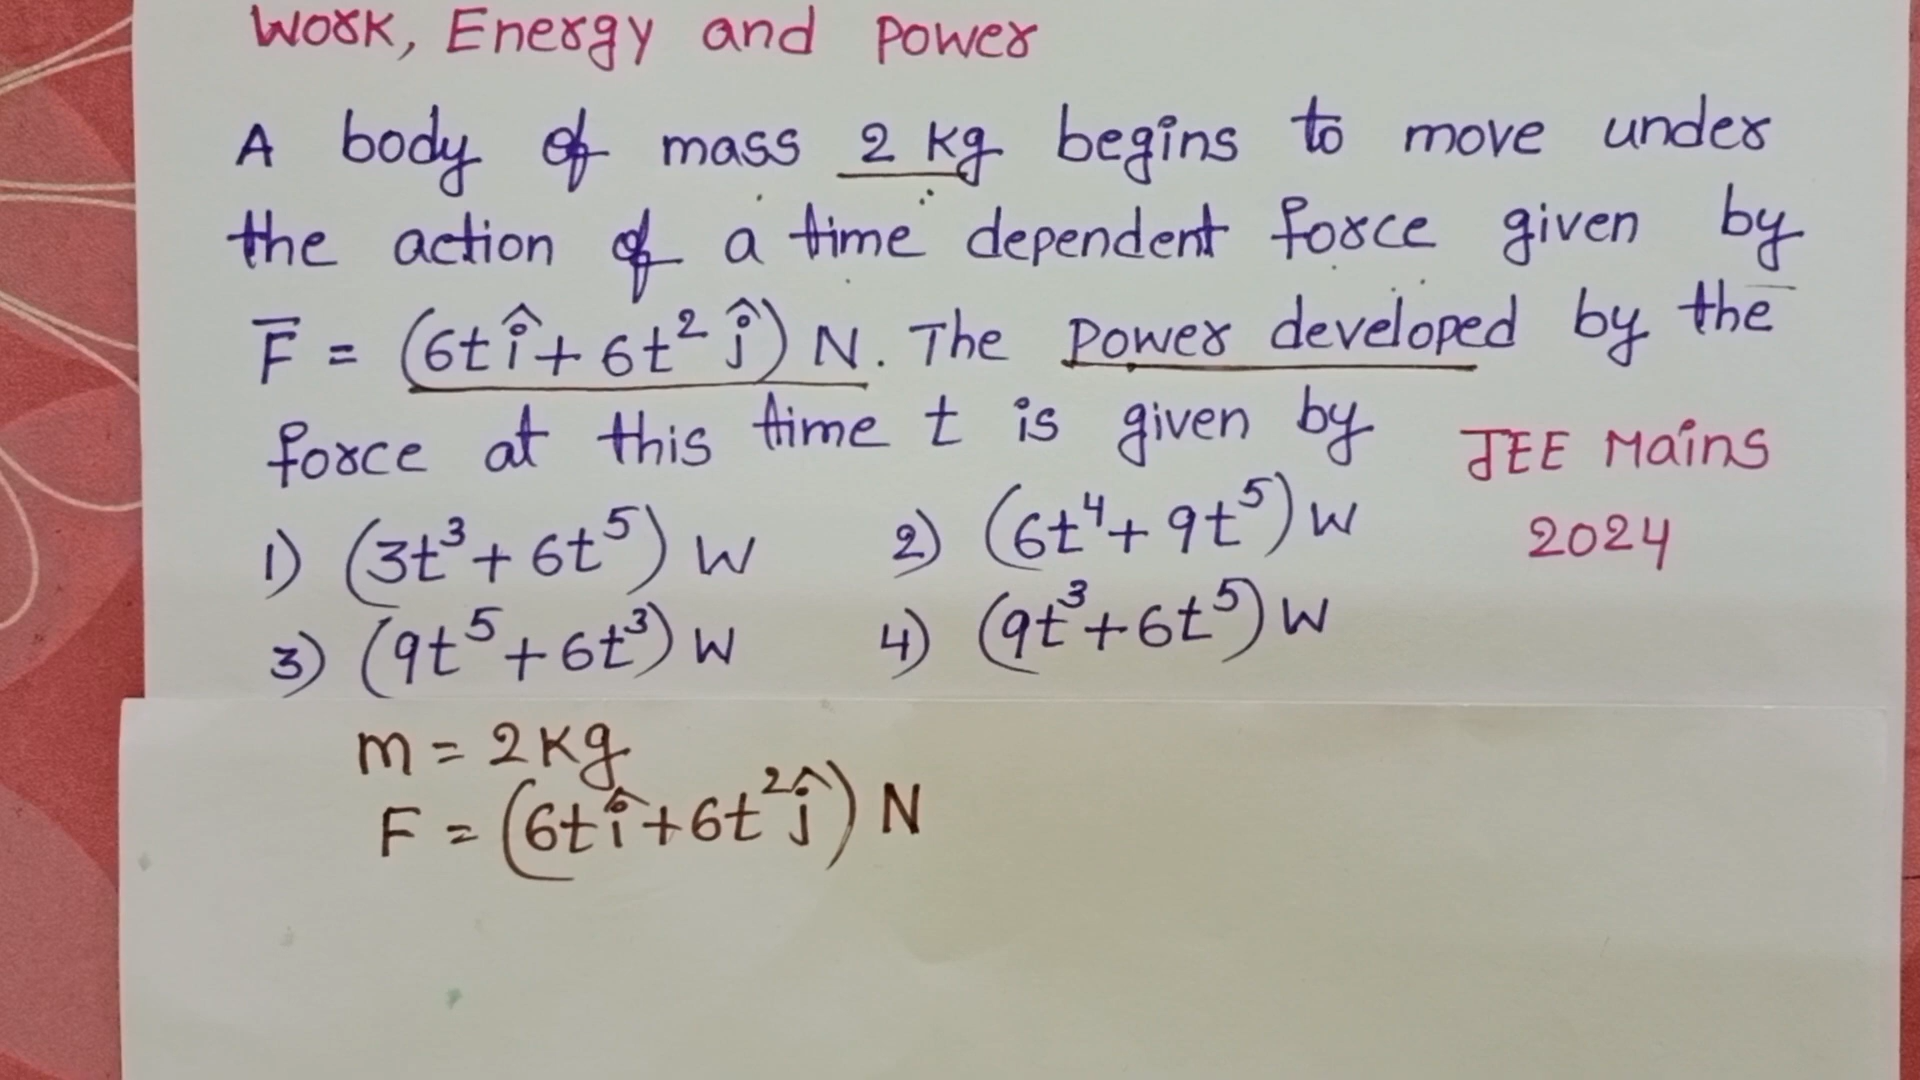 Work, Energy and Power
A body of mass 2 kg begins to move under
the action of a time dependent force given by
F̅ = (6t î + 6t² ĵ) N. The power developed by the
force at this time t is given by
JEE Mains
2024
1) (3t³ + 6t⁵) W 2) (6t⁴ + 9t⁵) W
3) (9t⁵ + 6t³) W 4) (9t³ + 6t⁵) W
m = 2 kg
F = (6t î + 6t² ĵ) N